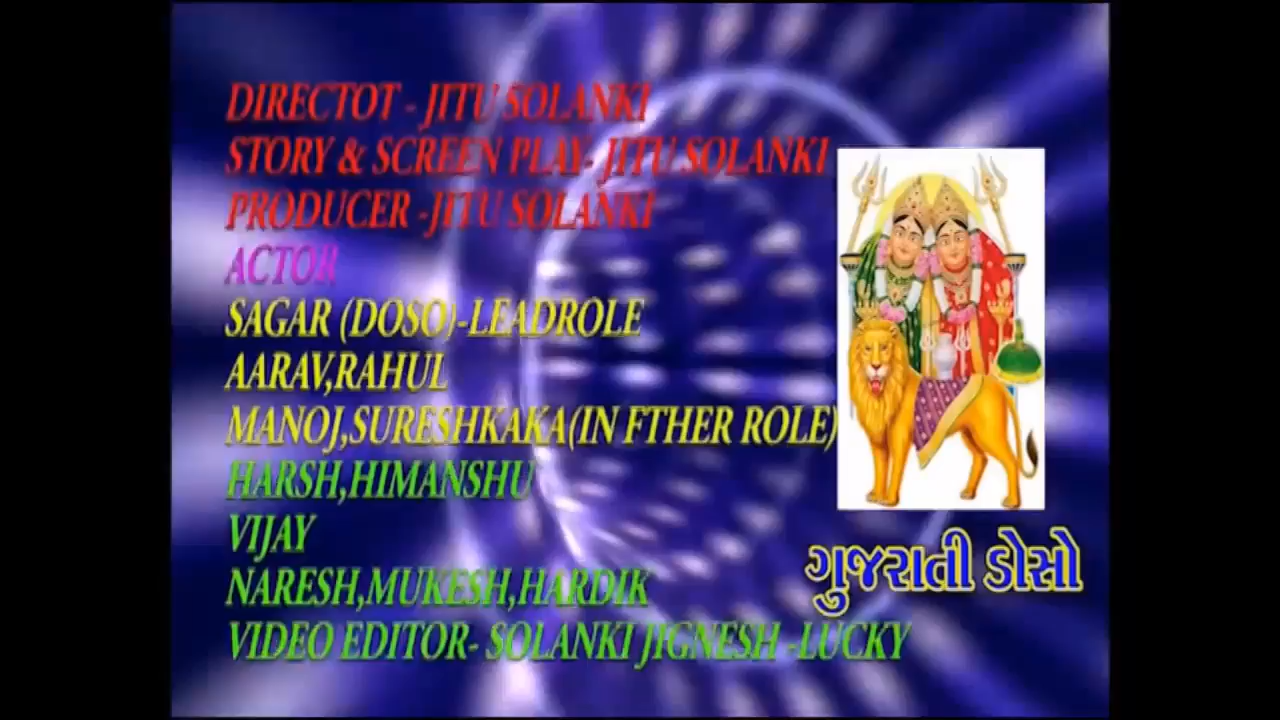 DIRECTOT - JITU SOLANKI
STORY & SCREEN PLAY- JITU SOLANKI
PRODUCER -JITU SOLANKI
ACTOR
SAGAR (DOSO)-LEADROLE
AARAV,RAHUL
MANOJ,SURESHKAKA(IN FTHER ROLE)
HARSH,HIMANSHU
VIJAY
NARESH,MUKESH,HARDIK
VIDEO EDITOR- SOLANKI JIGNESH -LUCKY
ગુજરાતી ડોસો